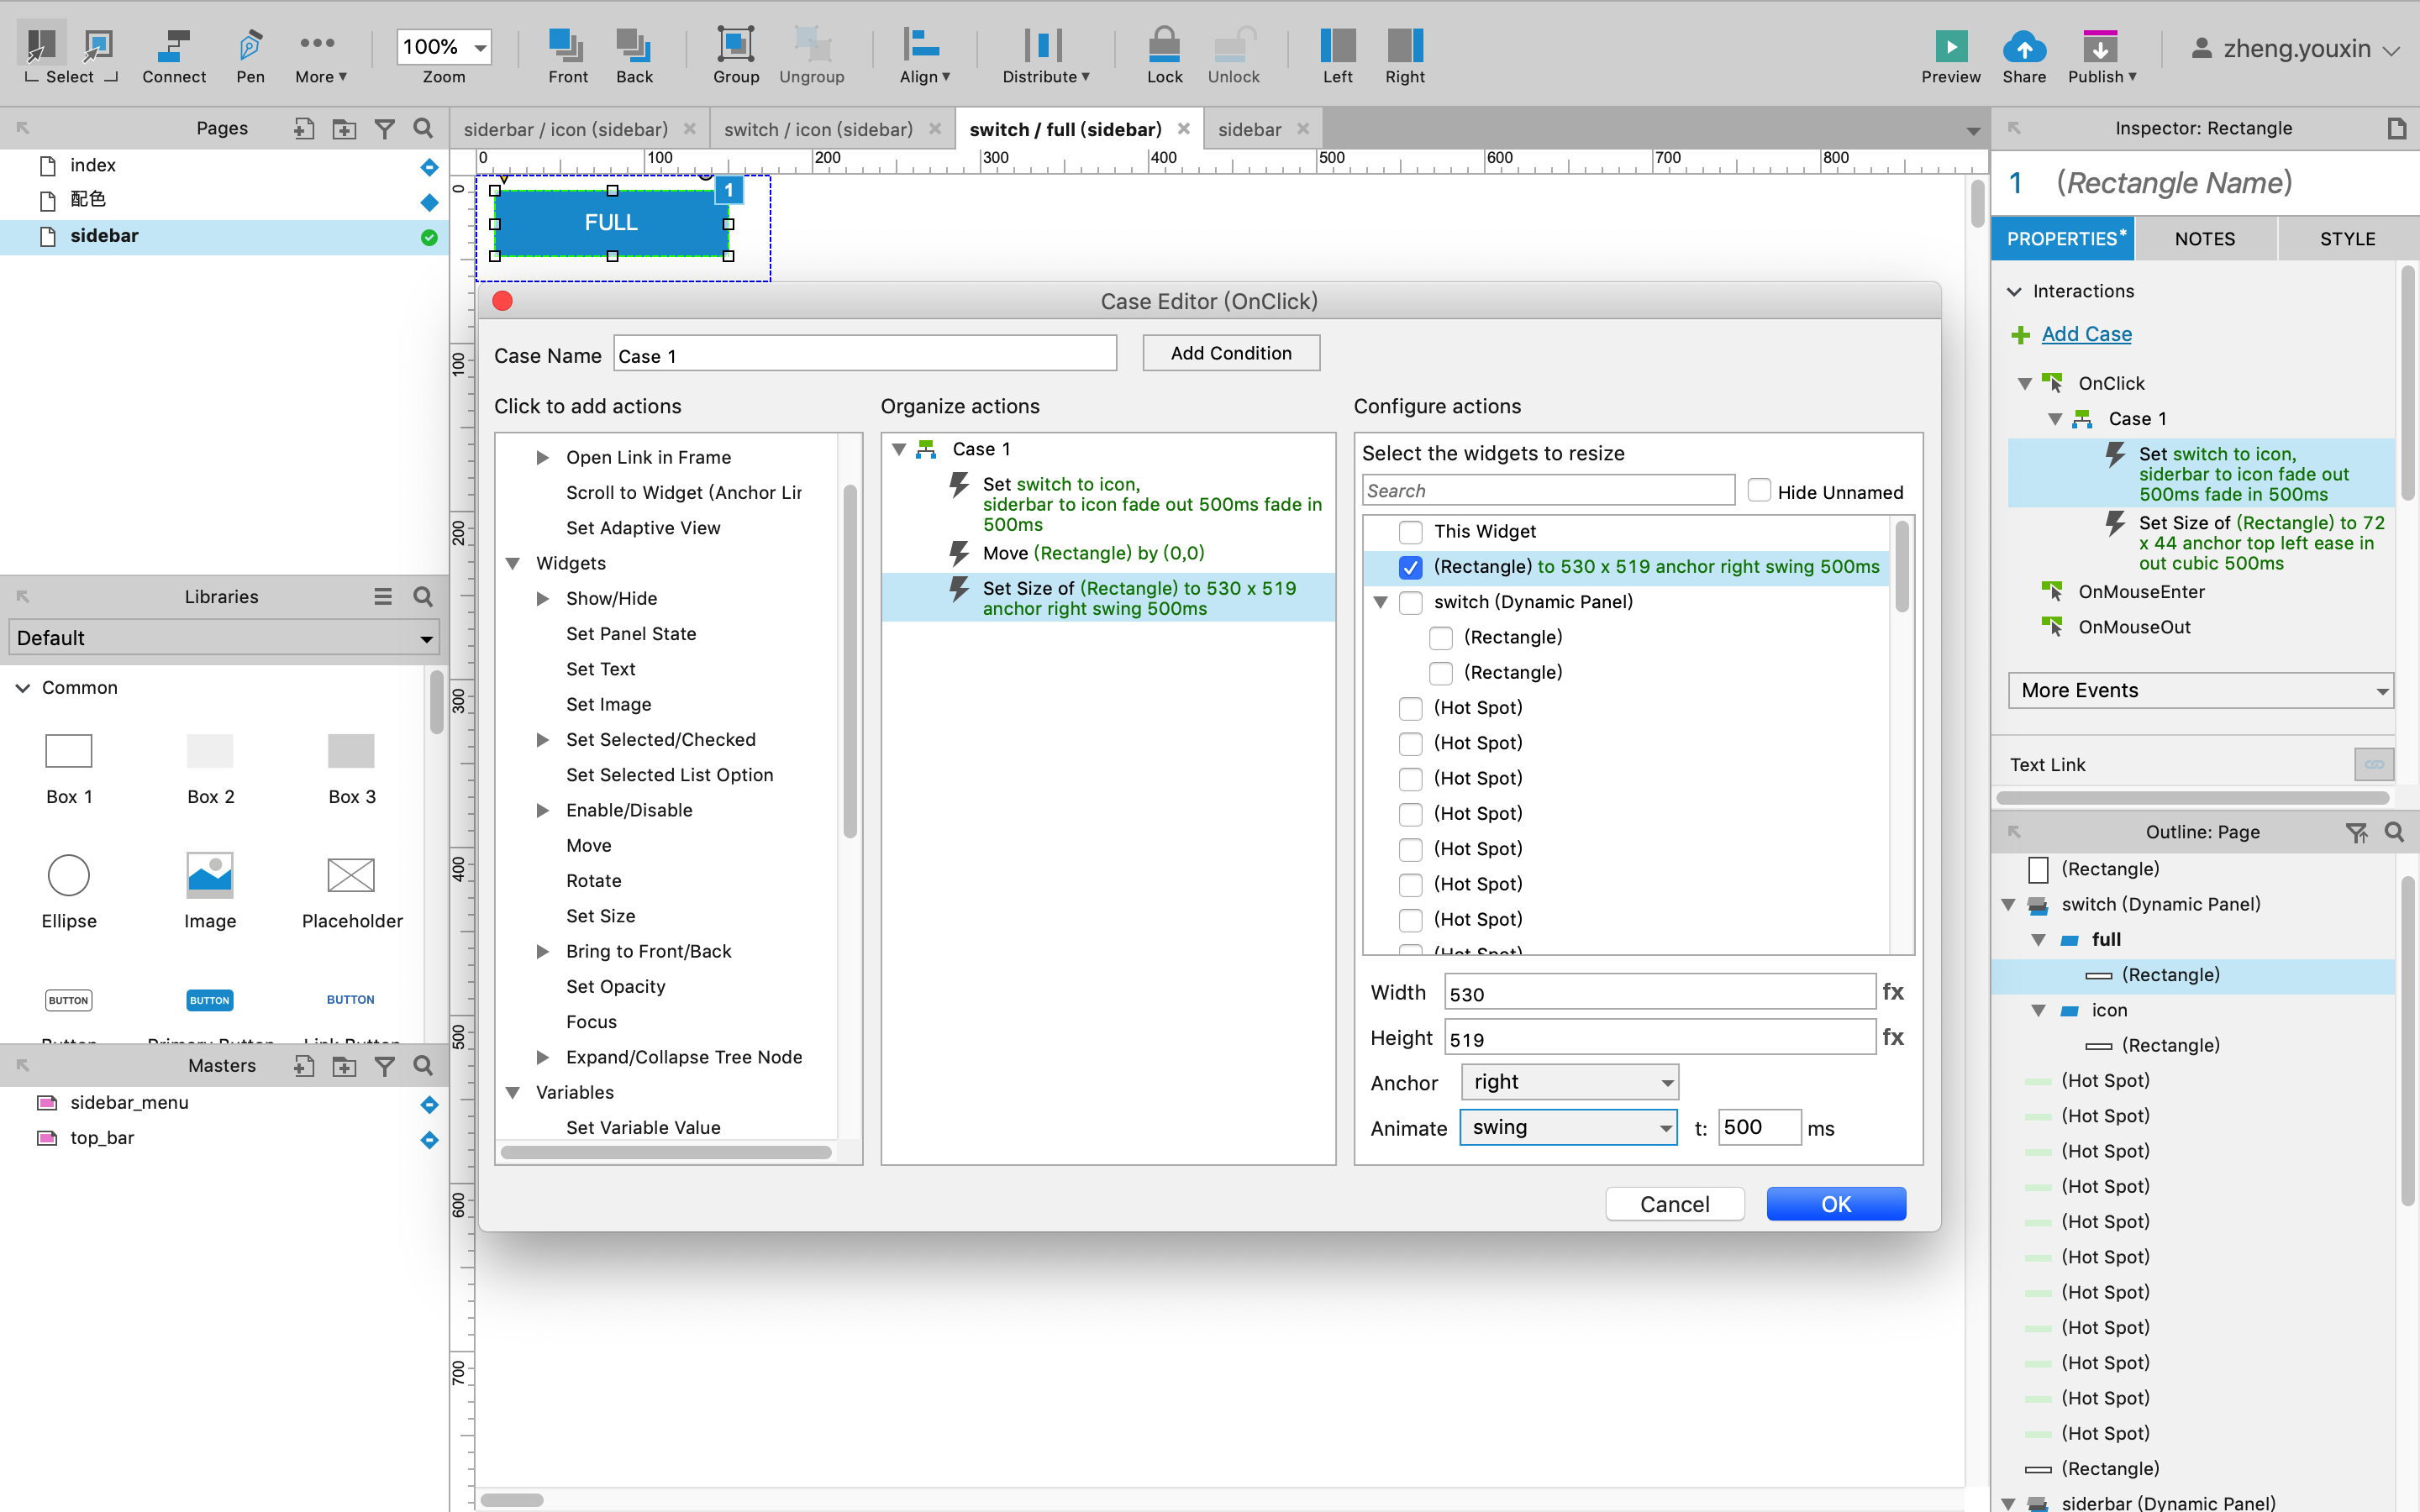 Select
Connect
Pen
More ▾
100%
Zoom
Front
Back
Group
Ungroup
Align ▾
Distribute ▾
Lock
Unlock
Left
Right
Preview
Share
Publish ▾
zheng.youxin
Pages
index
配色
sidebar
siderbar / icon (sidebar)
switch / icon (sidebar)
switch / full (sidebar)
sidebar
0
100
200
300
400
500
600
700
800
0
100
200
300
400
500
600
700
FULL
1
Libraries
Default
Common
Box 1
Box 2
Box 3
Ellipse
Image
Placeholder
BUTTON
BUTTON
BUTTON
Button
Primary Button
Link Button
Masters
sidebar_menu
top_bar
Case Editor (OnClick)
Case Name
Case 1
Add Condition
Click to add actions
Open Link in Frame
Scroll to Widget (Anchor Lir
Set Adaptive View
Widgets
Show/Hide
Set Panel State
Set Text
Set Image
Set Selected/Checked
Set Selected List Option
Enable/Disable
Move
Rotate
Set Size
Bring to Front/Back
Set Opacity
Focus
Expand/Collapse Tree Node
Variables
Set Variable Value
Organize actions
Case 1
Set switch to icon,
siderbar to icon fade out 500ms fade in
500ms
Move (Rectangle) by (0,0)
Set Size of (Rectangle) to 530 x 519
anchor right swing 500ms
Configure actions
Select the widgets to resize
Search
Hide Unnamed
This Widget
(Rectangle) to 530 x 519 anchor right swing 500ms
switch (Dynamic Panel)
(Rectangle)
(Rectangle)
(Hot Spot)
(Hot Spot)
(Hot Spot)
(Hot Spot)
(Hot Spot)
(Hot Spot)
(Hot Spot)
(Hot Spot)
Width
530
fx
Height
519
fx
Anchor
right
Animate
swing
t:
500
ms
Cancel
OK
Inspector: Rectangle
1
(Rectangle Name)
PROPERTIES*
NOTES
STYLE
Interactions
Add Case
OnClick
Case 1
Set switch to icon,
siderbar to icon fade out
500ms fade in 500ms
Set Size of (Rectangle) to 72
x 44 anchor top left ease in
out cubic 500ms
OnMouseEnter
OnMouseOut
More Events
Text Link
Outline: Page
(Rectangle)
switch (Dynamic Panel)
full
(Rectangle)
icon
(Rectangle)
(Hot Spot)
(Hot Spot)
(Hot Spot)
(Hot Spot)
(Hot Spot)
(Hot Spot)
(Hot Spot)
(Hot Spot)
(Hot Spot)
(Hot Spot)
(Hot Spot)
(Rectangle)
siderbar (Dynamic Panel)